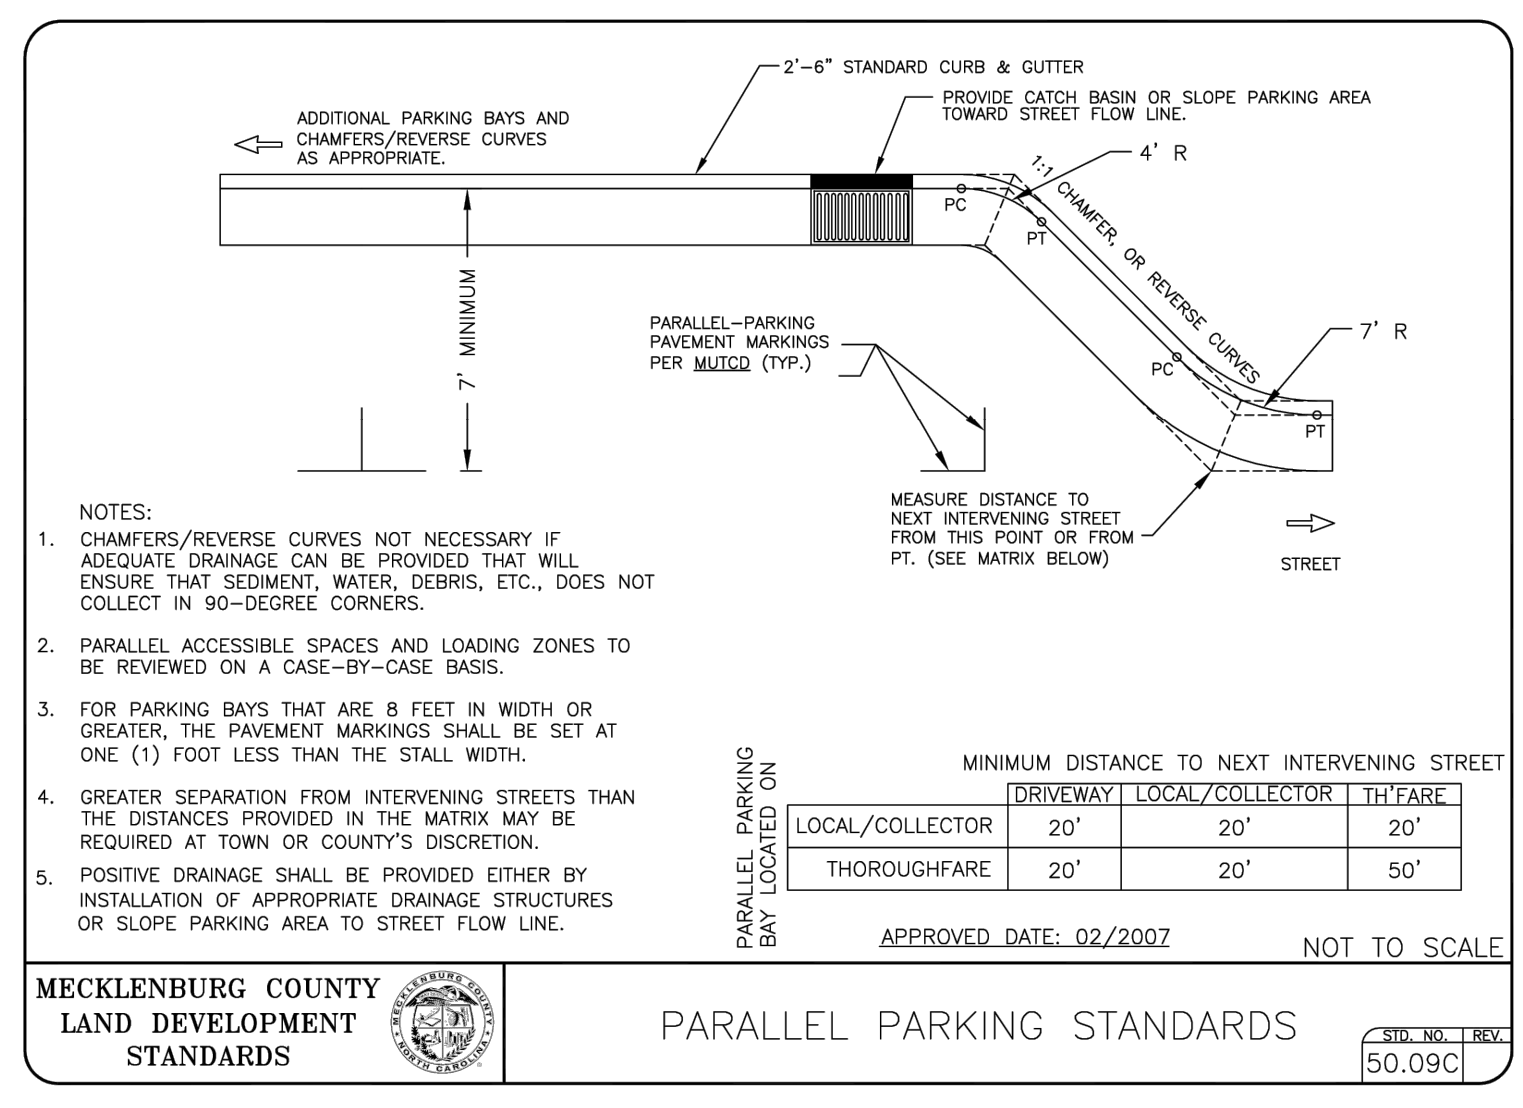 2'-6" STANDARD CURB & GUTTER
PROVIDE CATCH BASIN OR SLOPE PARKING AREA
TOWARD STREET FLOW LINE.
ADDITIONAL PARKING BAYS AND
CHAMFERS/REVERSE CURVES
AS APPROPRIATE.
4' R
1:1 CHAMFER, OR REVERSE CURVES
PC
PT
7' MINIMUM
PARALLEL-PARKING
PAVEMENT MARKINGS
PER MUTCD (TYP.)
7' R
PC
PT
MEASURE DISTANCE TO
NEXT INTERVENING STREET
FROM THIS POINT OR FROM
PT. (SEE MATRIX BELOW)
STREET
NOTES:
1. CHAMFERS/REVERSE CURVES NOT NECESSARY IF
ADEQUATE DRAINAGE CAN BE PROVIDED THAT WILL
ENSURE THAT SEDIMENT, WATER, DEBRIS, ETC., DOES NOT
COLLECT IN 90-DEGREE CORNERS.
2. PARALLEL ACCESSIBLE SPACES AND LOADING ZONES TO
BE REVIEWED ON A CASE-BY-CASE BASIS.
3. FOR PARKING BAYS THAT ARE 8 FEET IN WIDTH OR
GREATER, THE PAVEMENT MARKINGS SHALL BE SET AT
ONE (1) FOOT LESS THAN THE STALL WIDTH.
4. GREATER SEPARATION FROM INTERVENING STREETS THAN
THE DISTANCES PROVIDED IN THE MATRIX MAY BE
REQUIRED AT TOWN OR COUNTY'S DISCRETION.
5. POSITIVE DRAINAGE SHALL BE PROVIDED EITHER BY
INSTALLATION OF APPROPRIATE DRAINAGE STRUCTURES
OR SLOPE PARKING AREA TO STREET FLOW LINE.
PARALLEL PARKING
BAY LOCATED ON
MINIMUM DISTANCE TO NEXT INTERVENING STREET
DRIVEWAY LOCAL/COLLECTOR TH'FARE
LOCAL/COLLECTOR 20' 20' 20'
THOROUGHFARE 20' 20' 50'
APPROVED DATE: 02/2007
NOT TO SCALE
MECKLENBURG COUNTY
LAND DEVELOPMENT
STANDARDS
MECKLENBURG COUNTY
NORTH CAROLINA
PARALLEL PARKING STANDARDS
STD. NO. REV.
50.09C